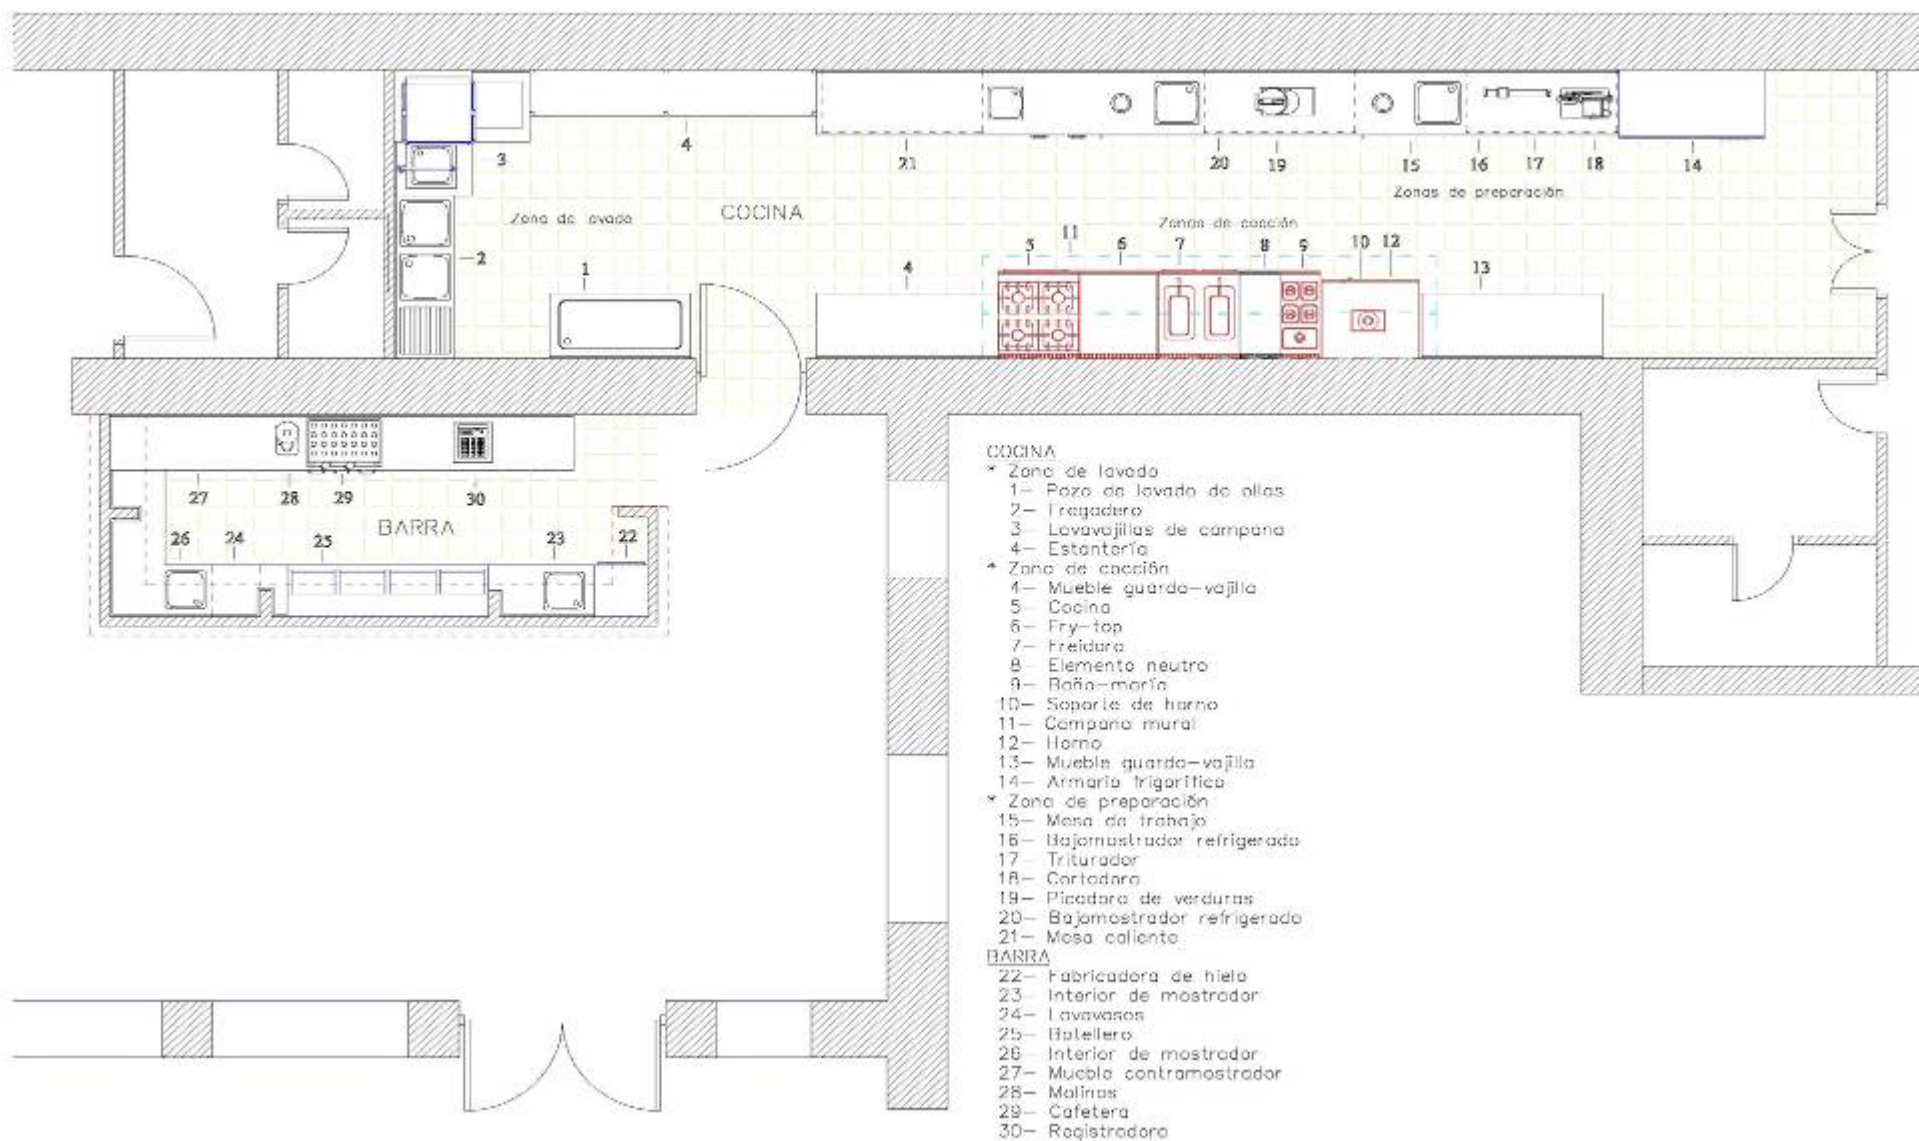 3
4
21
20
19
15
16
17
18
14
Zonas de preparación
Zona de lavado
COCINA
Zonas de cocción
2
1
4
5
11
6
7
8
9
10
12
13
27
28
29
30
BARRA
26
24
25
23
22
COCINA
* Zona de lavado
1- Pozo de lavado de ollas
2- Fregadero
3- Lavavajillas de campana
4- Estantería
* Zona de cocción
4- Mueble guarda-vajilla
5- Cocina
6- Fry-top
7- Freidora
8- Elemento neutro
9- Baño-maría
10- Soporte de horno
11- Campana mural
12- Horno
13- Mueble guarda-vajilla
14- Armario frigorífico
* Zona de preparación
15- Mesa de trabajo
16- Bajomostrador refrigerado
17- Triturador
18- Cortadora
19- Picadora de verduras
20- Bajomostrador refrigerado
21- Mesa caliente
BARRA
22- Fabricadora de hielo
23- Interior de mostrador
24- Lavavasos
25- Botellero
26- Interior de mostrador
27- Mueble contramostrador
28- Molinos
29- Cafetera
30- Registradora